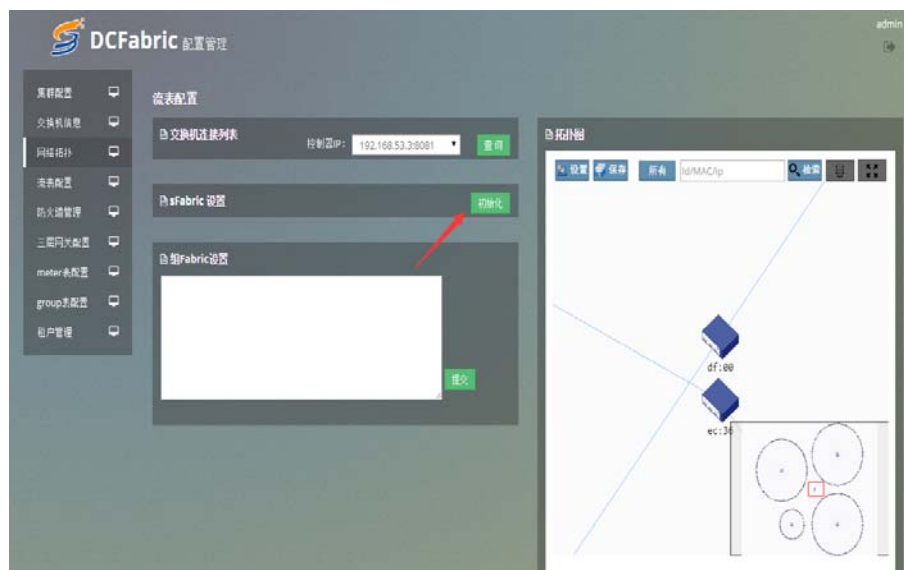 DCFabric 配置管理
admin
集群配置
交换机信息
网络拓扑
流表配置
防火墙管理
三层网关配置
meter表配置
group表配置
租户管理
流表配置
交换机连接列表
控制器IP: 192.168.53.3:8081 查询
sFabric 设置 初始化
组Fabric设置
提交
拓扑图
设置 保存 所有 Id/MAC/ip 检索
df:00
ec:36